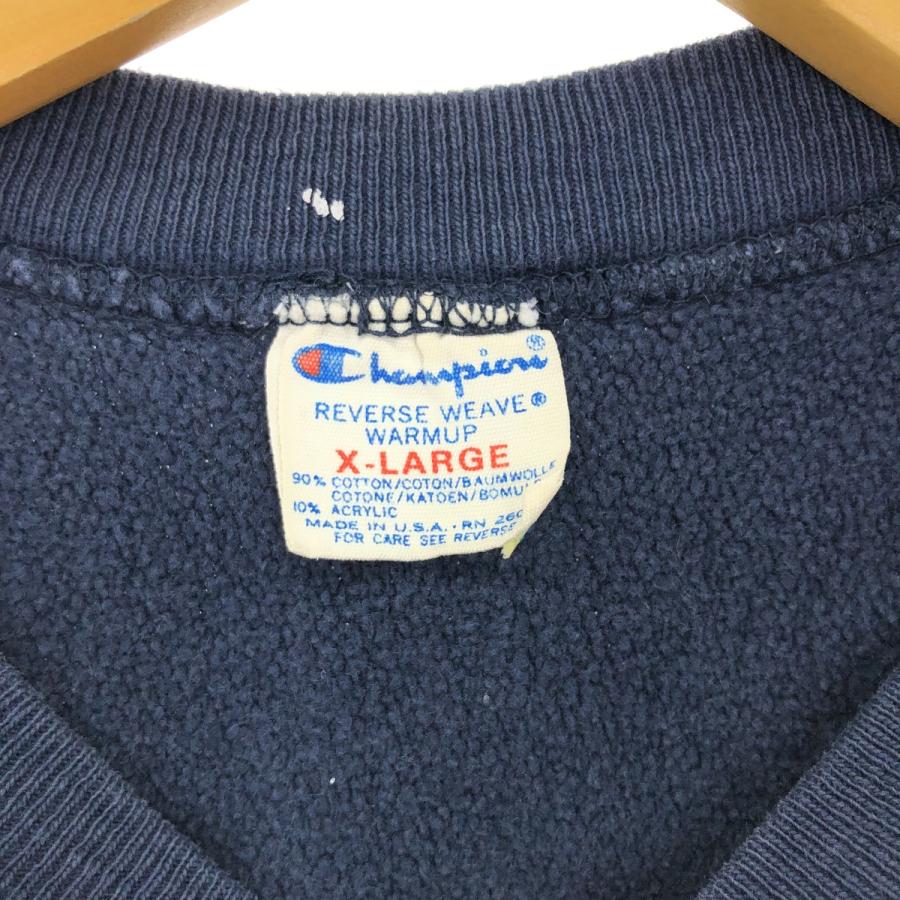 Champion®
REVERSE WEAVE®
WARMUP
X-LARGE
90% COTTON/COTON/BAUMWOLLE
COTONE/KATOEN/BOMU
10% ACRYLIC
MADE IN U.S.A. · RN 260
FOR CARE SEE REVERSE